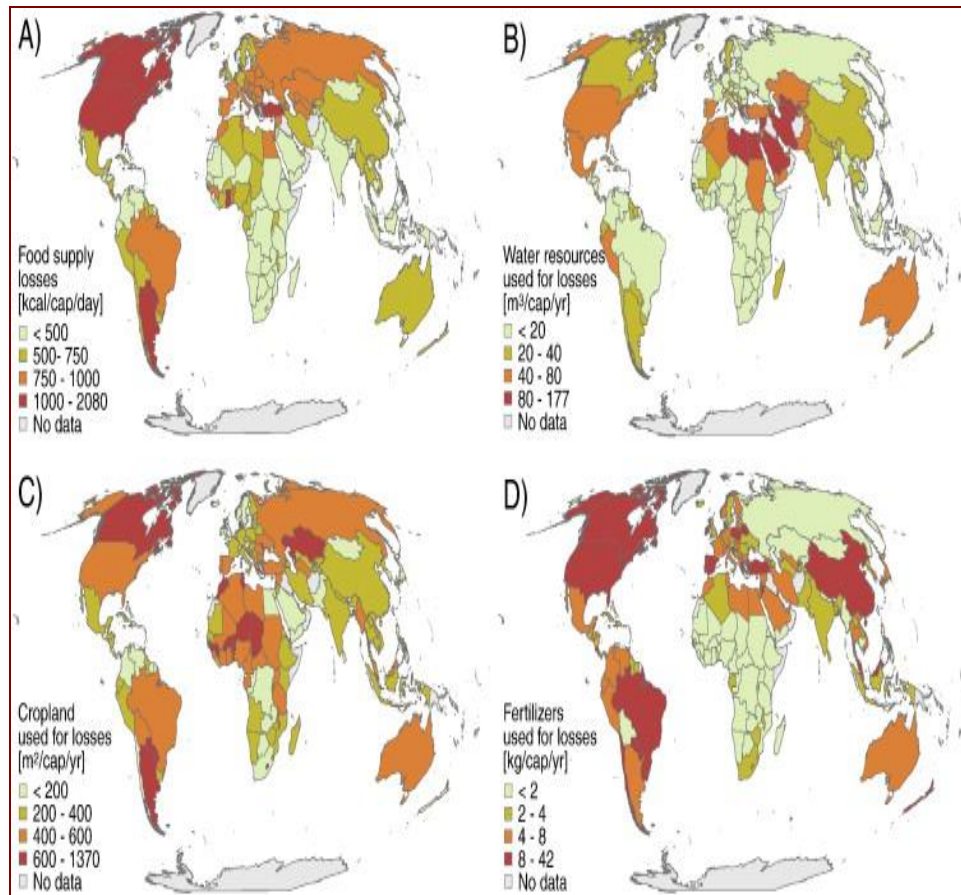 A)
Food supply
losses
[kcal/cap/day]
< 500
500- 750
750 - 1000
1000 - 2080
No data
B)
Water resources
used for losses
[m³/cap/yr]
< 20
20 - 40
40 - 80
80 - 177
No data
C)
Cropland
used for losses
[m²/cap/yr]
< 200
200 - 400
400 - 600
600 - 1370
No data
D)
Fertilizers
used for losses
[kg/cap/yr]
< 2
2 - 4
4 - 8
8 - 42
No data